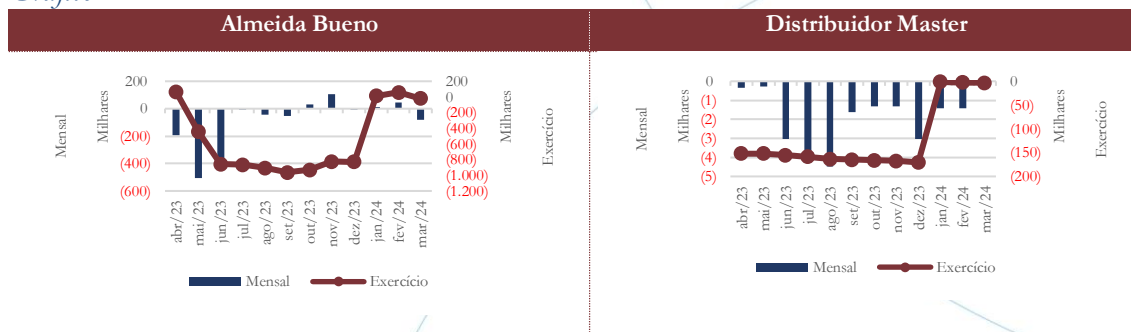 Almeida Bueno
Distribuidor Master
Mensal
Milhares
200
0
(200)
(400)
(600)
200
0
(200)
(400)
(600)
(800)
(1.000)
(1.200)
Milhares
Exercício
abr/23
mai/23
jun/23
jul/23
ago/23
set/23
out/23
nov/23
dez/23
jan/24
fev/24
mar/24
Mensal
Exercício
Mensal
Milhares
0
(1)
(2)
(3)
(4)
(5)
0
(50)
(100)
(150)
(200)
Milhares
Exercício
abr/23
mai/23
jun/23
jul/23
ago/23
set/23
out/23
nov/23
dez/23
jan/24
fev/24
mar/24
Mensal
Exercício